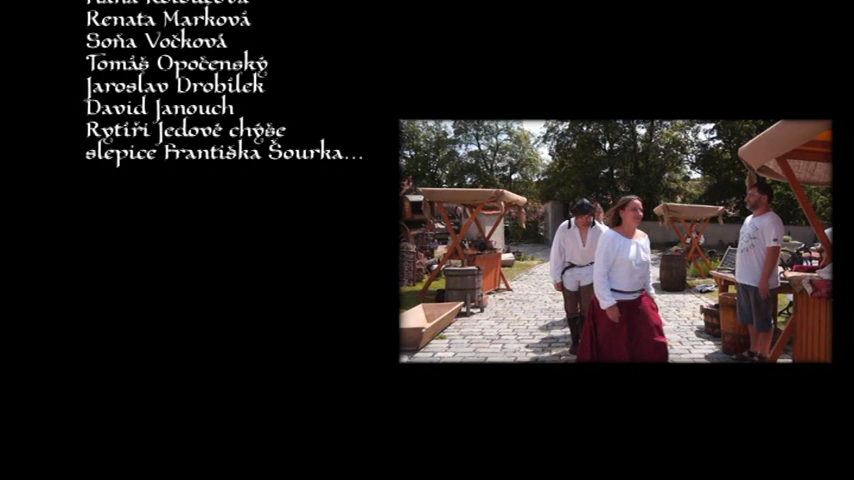 Renata Marková
Soňa Vočková
Tomáš Opočenský
Jaroslav Drobílek
David Janouch
Rytíři Jedové chýše
slepice Františka Šourka...